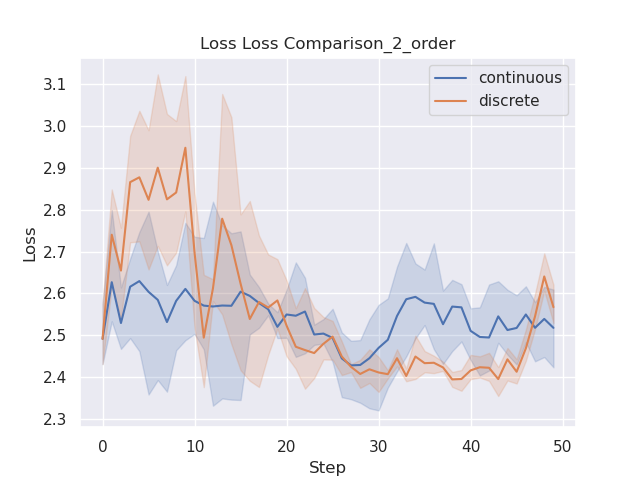 Loss Loss Comparison_2_order
continuous
discrete
3.1
3.0
2.9
2.8
2.7
2.6
2.5
2.4
2.3
Loss
0 10 20 30 40 50
Step